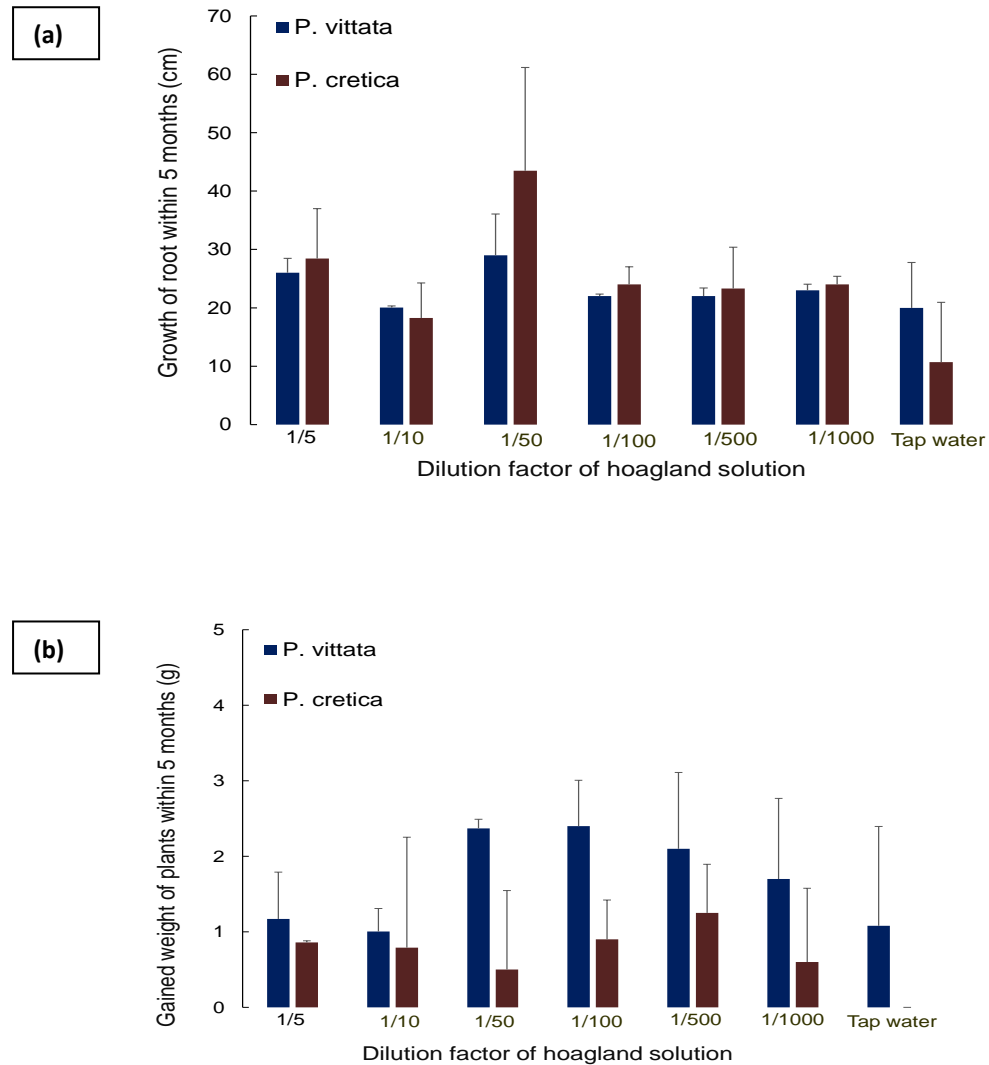 (a)
Growth of root within 5 months (cm)
70
60
50
40
30
20
10
0
P. vittata
P. cretica
1/5 1/10 1/50 1/100 1/500 1/1000 Tap water
Dilution factor of hoagland solution
(b)
Gained weight of plants within 5 months (g)
5
4
3
2
1
0
P. vittata
P. cretica
1/5 1/10 1/50 1/100 1/500 1/1000 Tap water
Dilution factor of hoagland solution